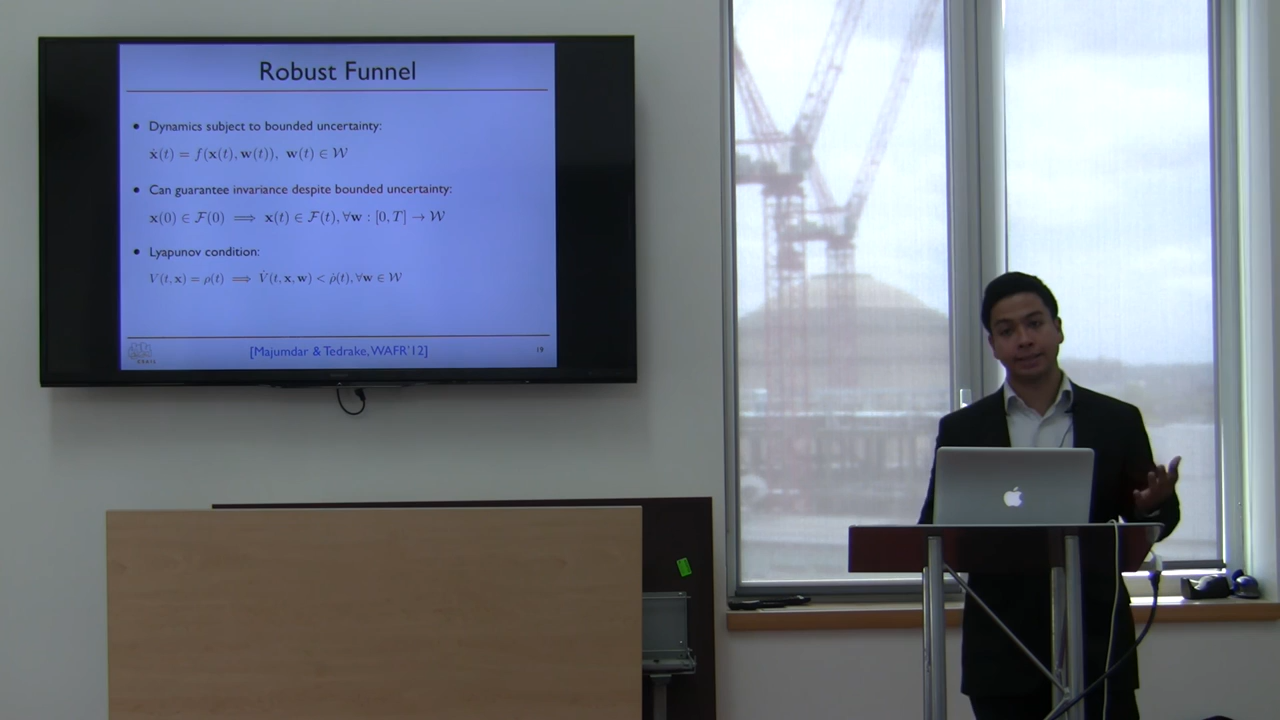 Robust Funnel
• Dynamics subject to bounded uncertainty:
ẋ(t) = f(x(t), w(t)), w(t) ∈ 𝒲
• Can guarantee invariance despite bounded uncertainty:
x(0) ∈ ℱ(0) ⟹ x(t) ∈ ℱ(t), ∀w : [0, T] → 𝒲
• Lyapunov condition:
V(t, x) = ρ(t) ⟹ V̇(t, x, w) < ρ̇(t), ∀w ∈ 𝒲
[Majumdar & Tedrake, WAFR'12]
19